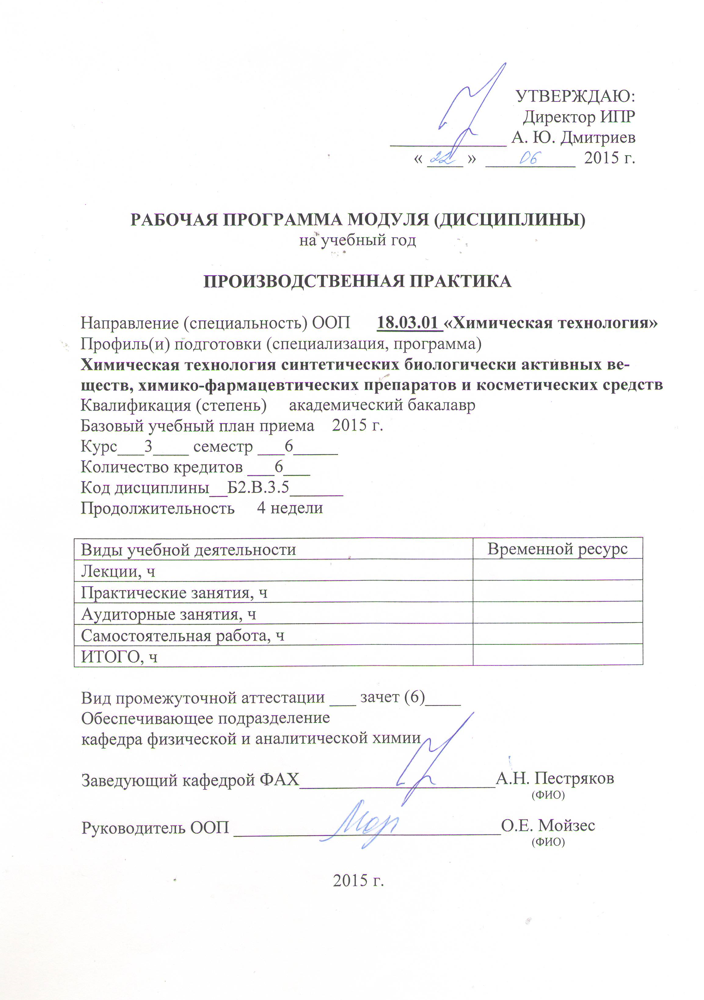 УТВЕРЖДАЮ:
Директор ИПР
_____________ А. Ю. Дмитриев
« 22 » 06 2015 г.
РАБОЧАЯ ПРОГРАММА МОДУЛЯ (ДИСЦИПЛИНЫ)
на учебный год
ПРОИЗВОДСТВЕННАЯ ПРАКТИКА
Направление (специальность) ООП 18.03.01 «Химическая технология»
Профиль(и) подготовки (специализация, программа)
Химическая технология синтетических биологически активных ве-
ществ, химико-фармацевтических препаратов и косметических средств
Квалификация (степень) академический бакалавр
Базовый учебный план приема 2015 г.
Курс___3____ семестр ___6_____
Количество кредитов ___6___
Код дисциплины__Б2.В.3.5______
Продолжительность 4 недели
Виды учебной деятельности Временной ресурс
Лекции, ч
Практические занятия, ч
Аудиторные занятия, ч
Самостоятельная работа, ч
ИТОГО, ч
Вид промежуточной аттестации ___ зачет (6)____
Обеспечивающее подразделение
кафедра физической и аналитической химии
Заведующий кафедрой ФАХ______________________А.Н. Пестряков
(ФИО)
Руководитель ООП ______________________________О.Е. Мойзес
(ФИО)
2015 г.